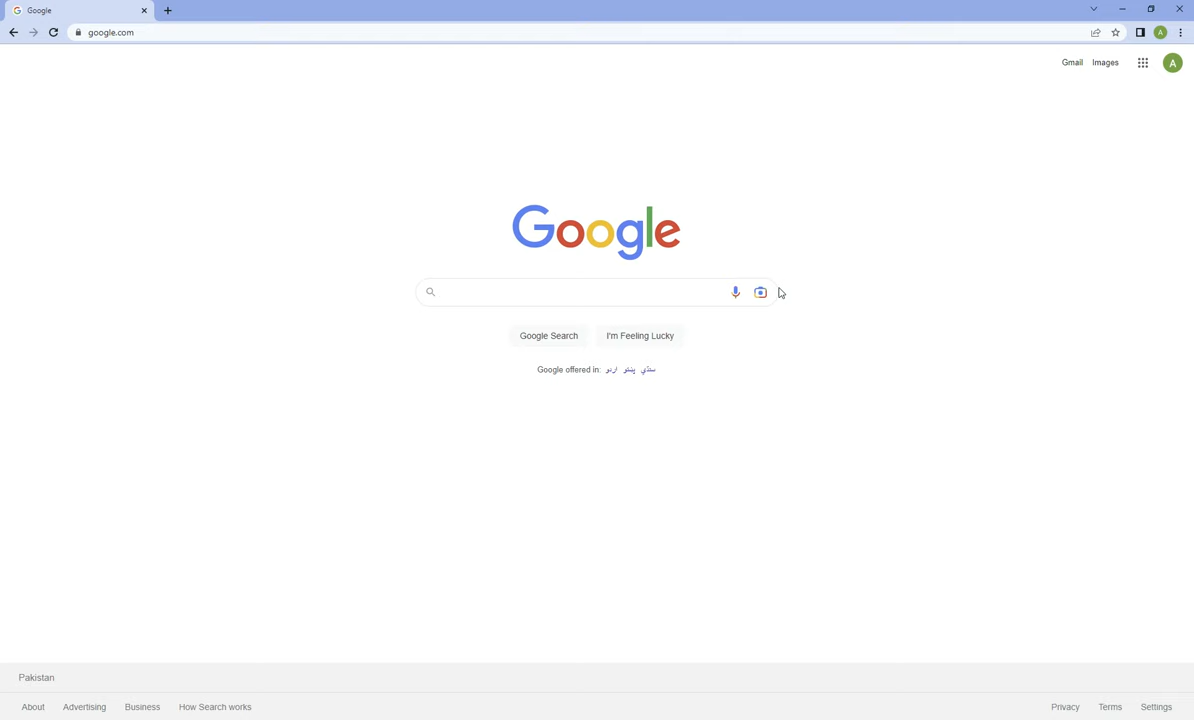 Google
google.com
A
Gmail Images
A
Google
Google Search I'm Feeling Lucky
Google offered in: اردو پښتو سنڌي
Pakistan
About Advertising Business How Search works
Privacy Terms Settings